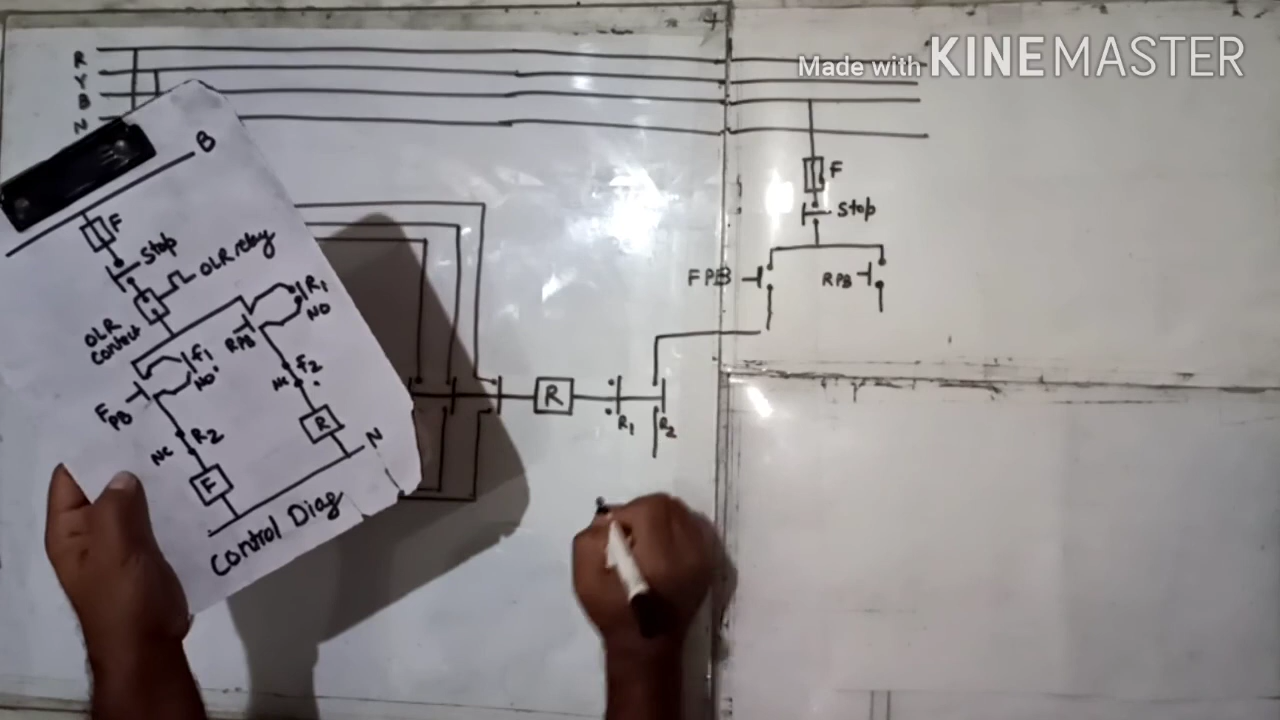 Made with KINEMASTER
R
Y
B
N
B
F
Stop
OLR relay
OLR
Contact
R1
NO
RPB
f1
NO
FPB
f2
NC
R2
NC
R
F
N
Control Diag
F
Stop
FPB
RPB
R
R1
R2